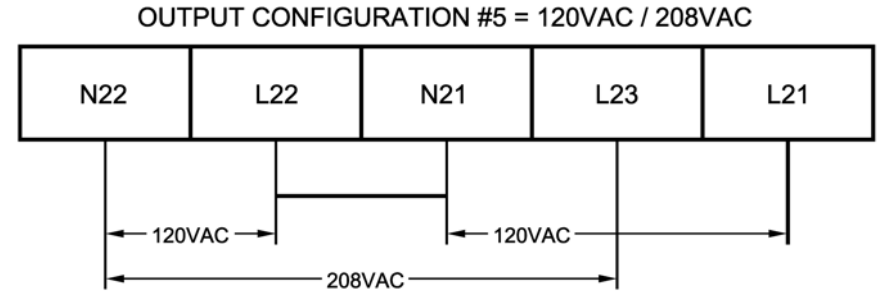 OUTPUT CONFIGURATION #5 = 120VAC / 208VAC
N22 L22 N21 L23 L21
120VAC 120VAC
208VAC